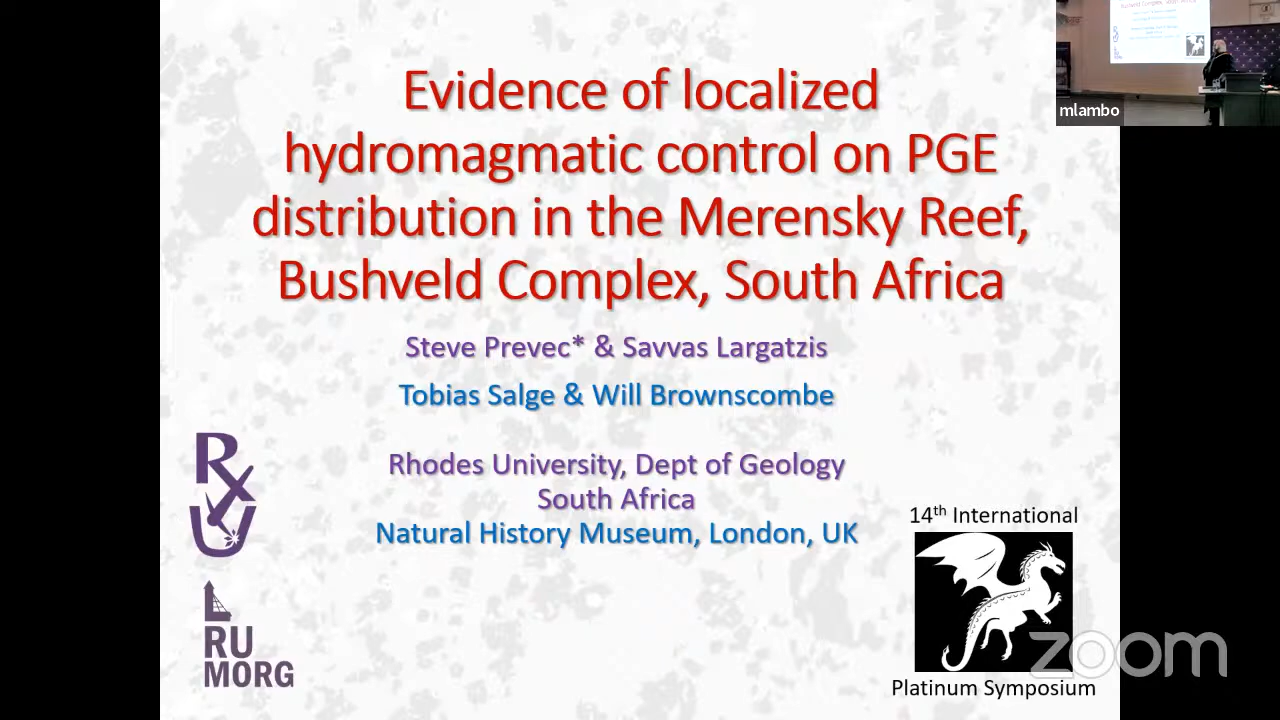 Evidence of localized
hydromagmatic control on PGE
distribution in the Merensky Reef,
Bushveld Complex, South Africa
Steve Prevec* & Savvas Largatzis
Tobias Salge & Will Brownscombe
Rhodes University, Dept of Geology
South Africa
Natural History Museum, London, UK
RU
RU
MORG
14th International
Platinum Symposium
zoom
mlambo